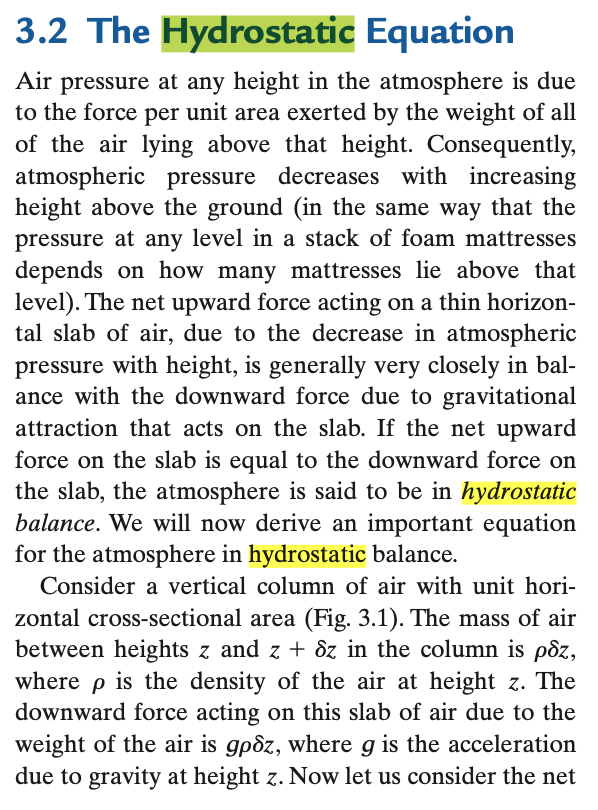 3.2 The Hydrostatic Equation
Air pressure at any height in the atmosphere is due
to the force per unit area exerted by the weight of all
of the air lying above that height. Consequently,
atmospheric pressure decreases with increasing
height above the ground (in the same way that the
pressure at any level in a stack of foam mattresses
depends on how many mattresses lie above that
level). The net upward force acting on a thin horizon-
tal slab of air, due to the decrease in atmospheric
pressure with height, is generally very closely in bal-
ance with the downward force due to gravitational
attraction that acts on the slab. If the net upward
force on the slab is equal to the downward force on
the slab, the atmosphere is said to be in hydrostatic
balance. We will now derive an important equation
for the atmosphere in hydrostatic balance.
Consider a vertical column of air with unit hori-
zontal cross-sectional area (Fig. 3.1). The mass of air
between heights z and z + δz in the column is ρδz,
where ρ is the density of the air at height z. The
downward force acting on this slab of air due to the
weight of the air is gρδz, where g is the acceleration
due to gravity at height z. Now let us consider the net